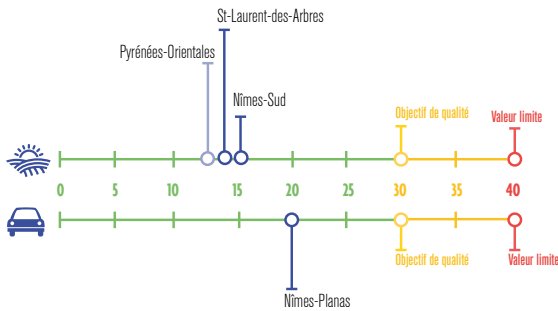 St-Laurent-des-Arbres
Pyrénées-Orientales
Nîmes-Sud
Objectif de qualité
Valeur limite
0 5 10 15 20 25 30 35 40
Objectif de qualité
Valeur limite
Nîmes-Planas